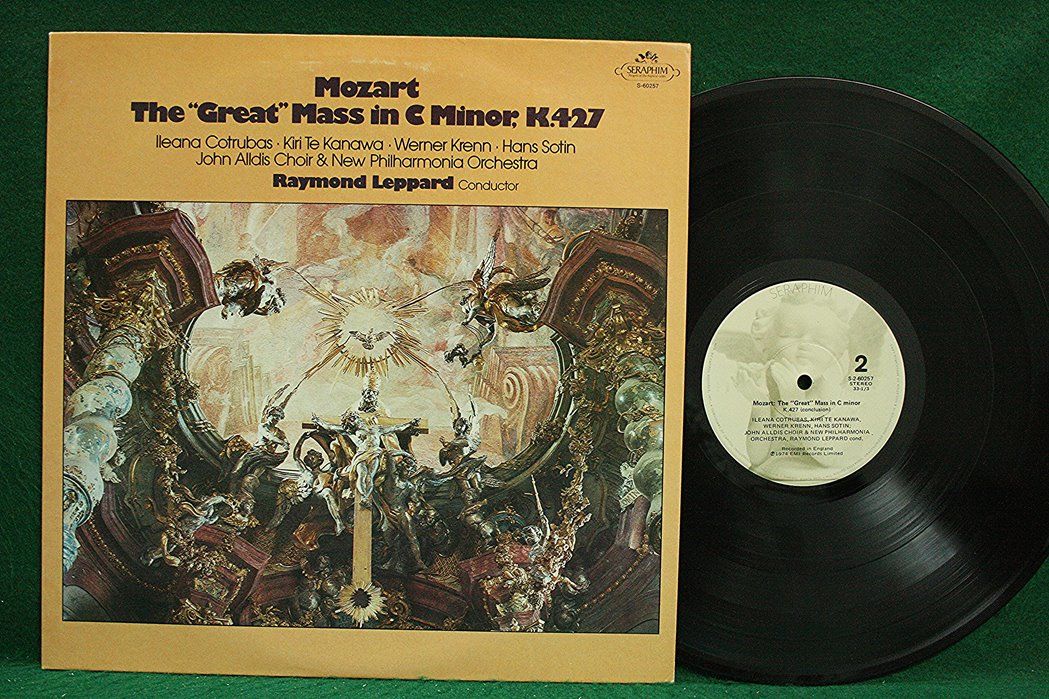 SERAPHIM
S-60257
Mozart
The "Great" Mass in C Minor, K.427
Ileana Cotrubas · Kiri Te Kanawa · Werner Krenn · Hans Sotin
John Alldis Choir & New Philharmonia Orchestra
Raymond Leppard Conductor
SERAPHIM
2
S-2-60257
STEREO
33-1/3
Mozart: The "Great" Mass in C minor
K.427 (conclusion)
ILEANA COTRUBAS, KIRI TE KANAWA,
WERNER KRENN, HANS SOTIN;
JOHN ALLDIS CHOIR & NEW PHILHARMONIA
ORCHESTRA, RAYMOND LEPPARD cond.
Recorded in England
℗1974 EMI Records Limited